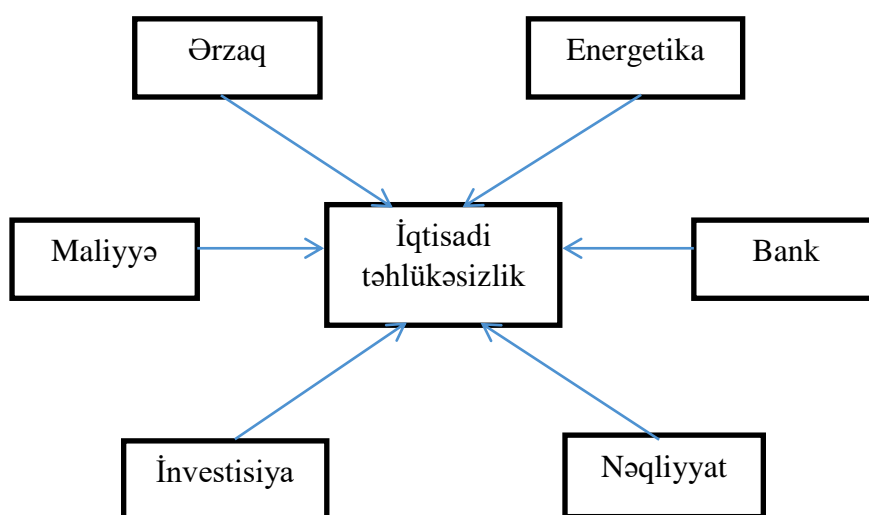 Ərzaq
Energetika
Maliyyə
İqtisadi
təhlükəsizlik
Bank
İnvestisiya
Nəqliyyat